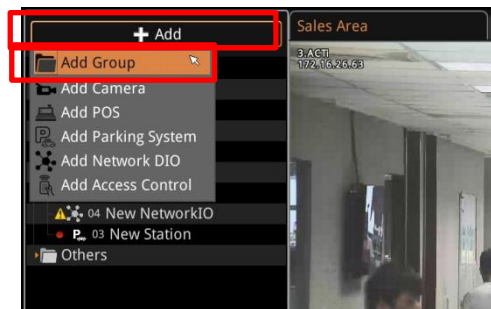 + Add
Sales Area
3.ACTi
172.16.26.63
Add Group
Add Camera
Add POS
Add Parking System
Add Network DIO
Add Access Control
04 New NetworkIO
P 03 New Station
Others